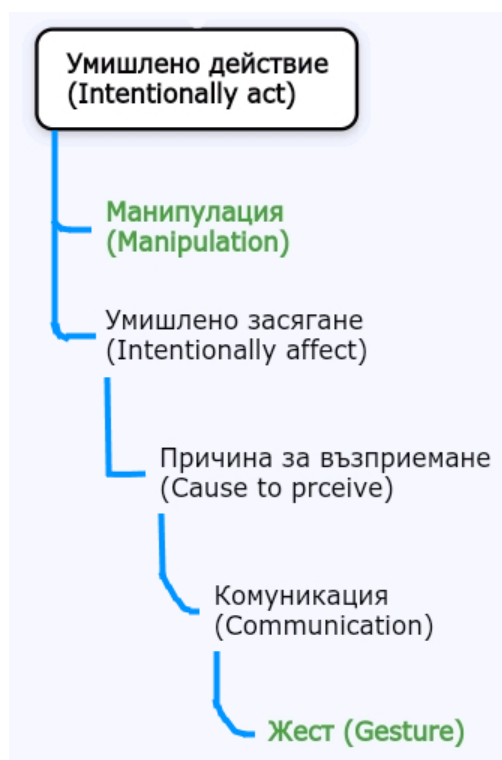 Умишлено действие
(Intentionally act)
Манипулация
(Manipulation)
Умишлено засягане
(Intentionally affect)
Причина за възприемане
(Cause to prceive)
Комуникация
(Communication)
Жест (Gesture)